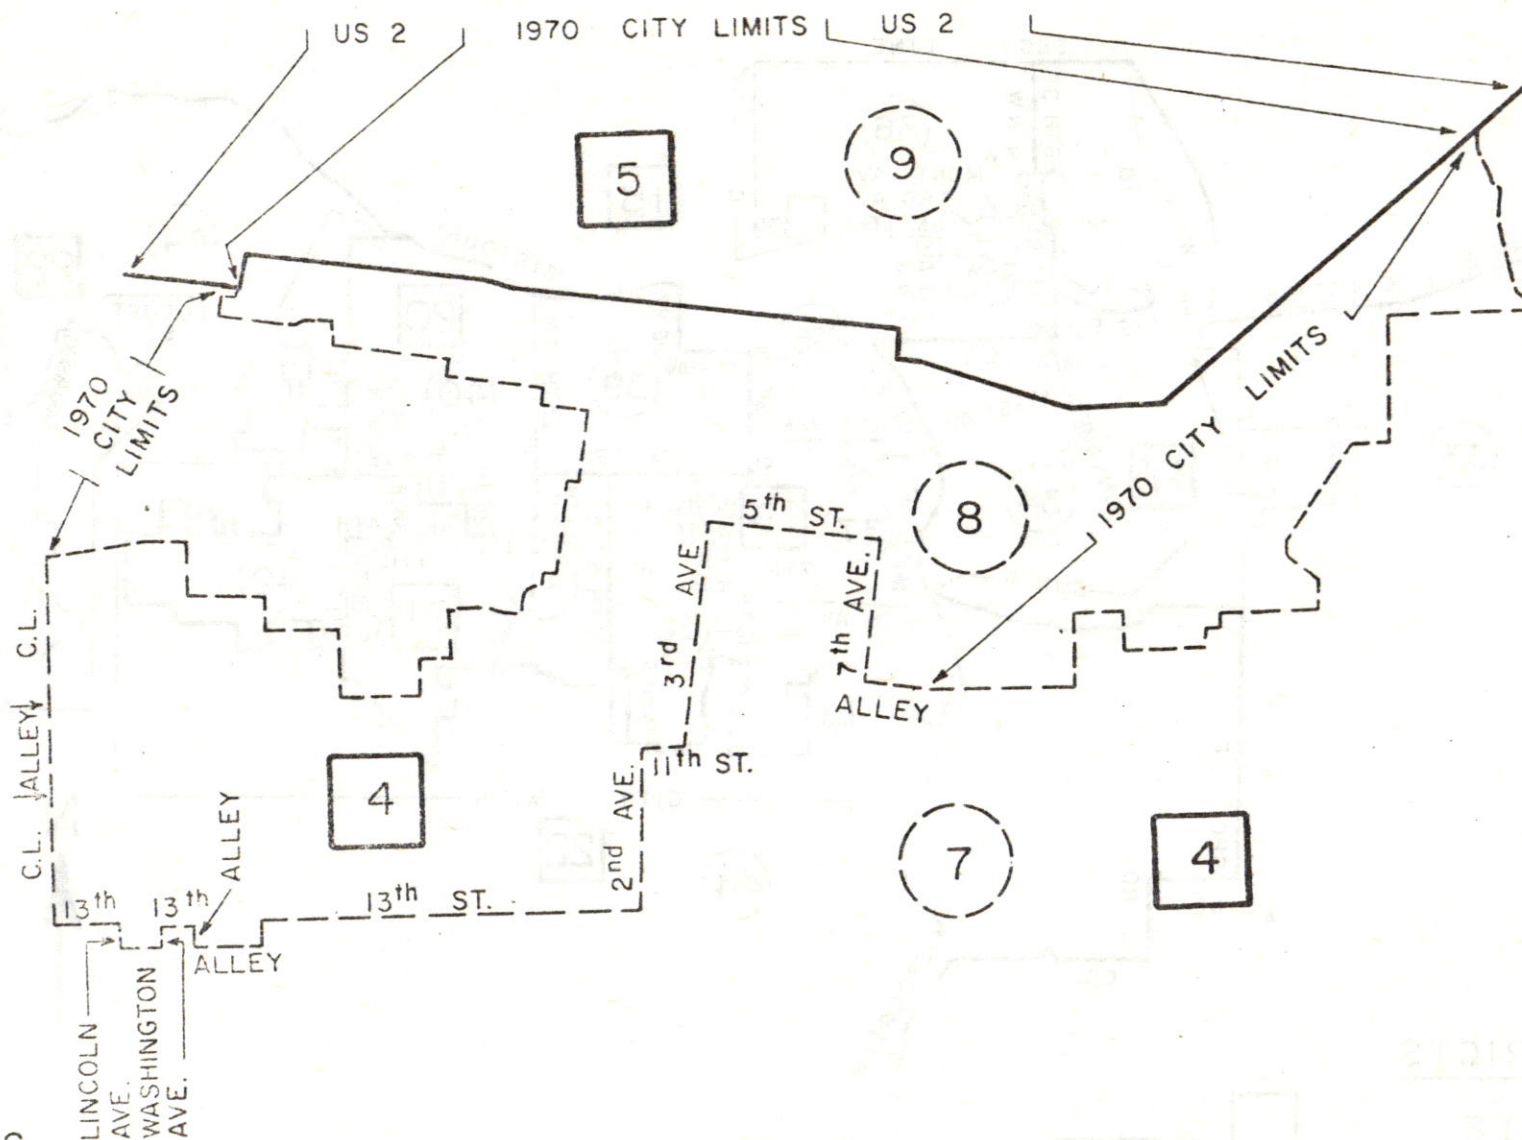 US 2
1970 CITY LIMITS
US 2
5
9
1970
CITY
LIMITS
1970 CITY LIMITS
8
5th ST.
3rd AVE
7th AVE.
ALLEY
C.L.
ALLEY
C.L.
11th ST.
2nd AVE.
4
7
4
ALLEY
13th
13th
13th ST.
ALLEY
LINCOLN
AVE.
WASHINGTON
AVE.